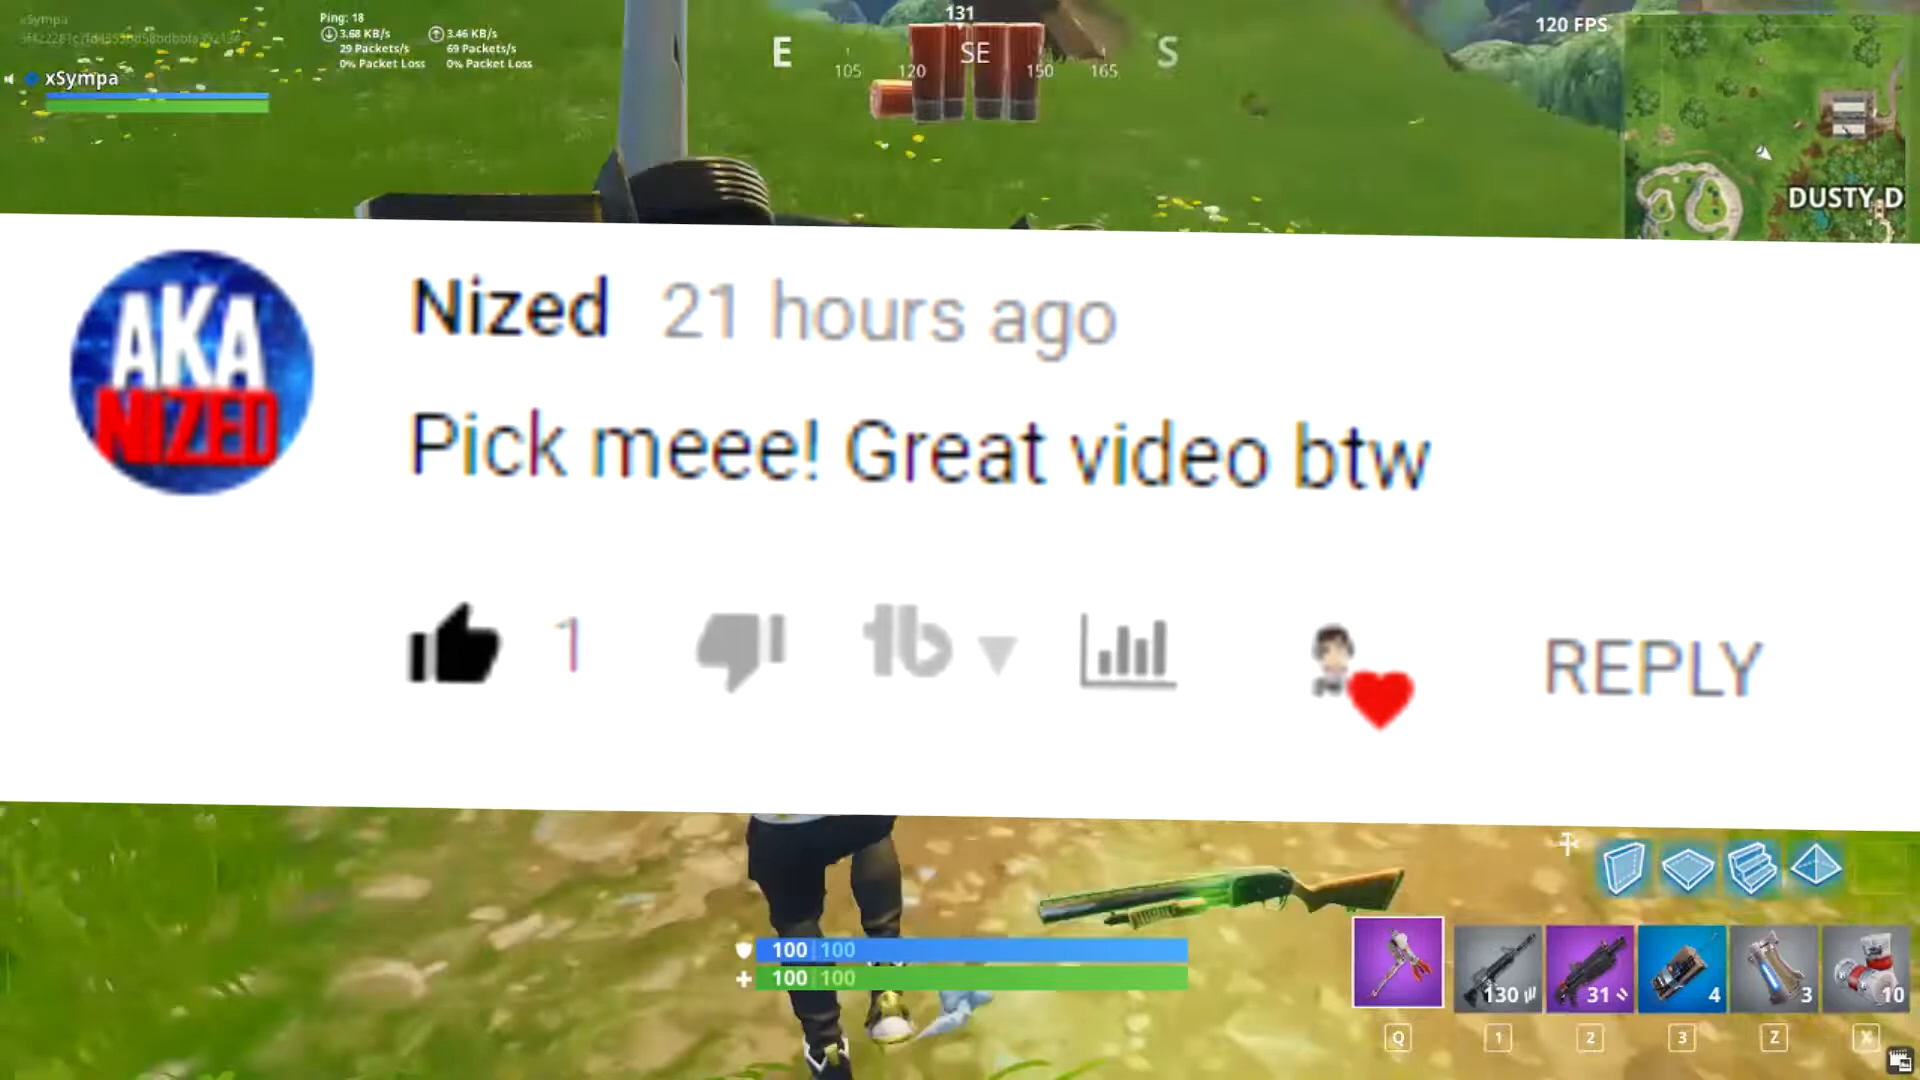 xSympa
Ping: 18
3.68 KB/s 3.46 KB/s
29 Packets/s 69 Packets/s
0% Packet Loss 0% Packet Loss
xSympa
131
E SE S
105 120 150 165
120 FPS
DUSTY D
AKA
NIZED
Nized 21 hours ago
Pick meee! Great video btw
1 REPLY
100 | 100
100 | 100
130 31 4 3 10
Q 1 2 3 Z X